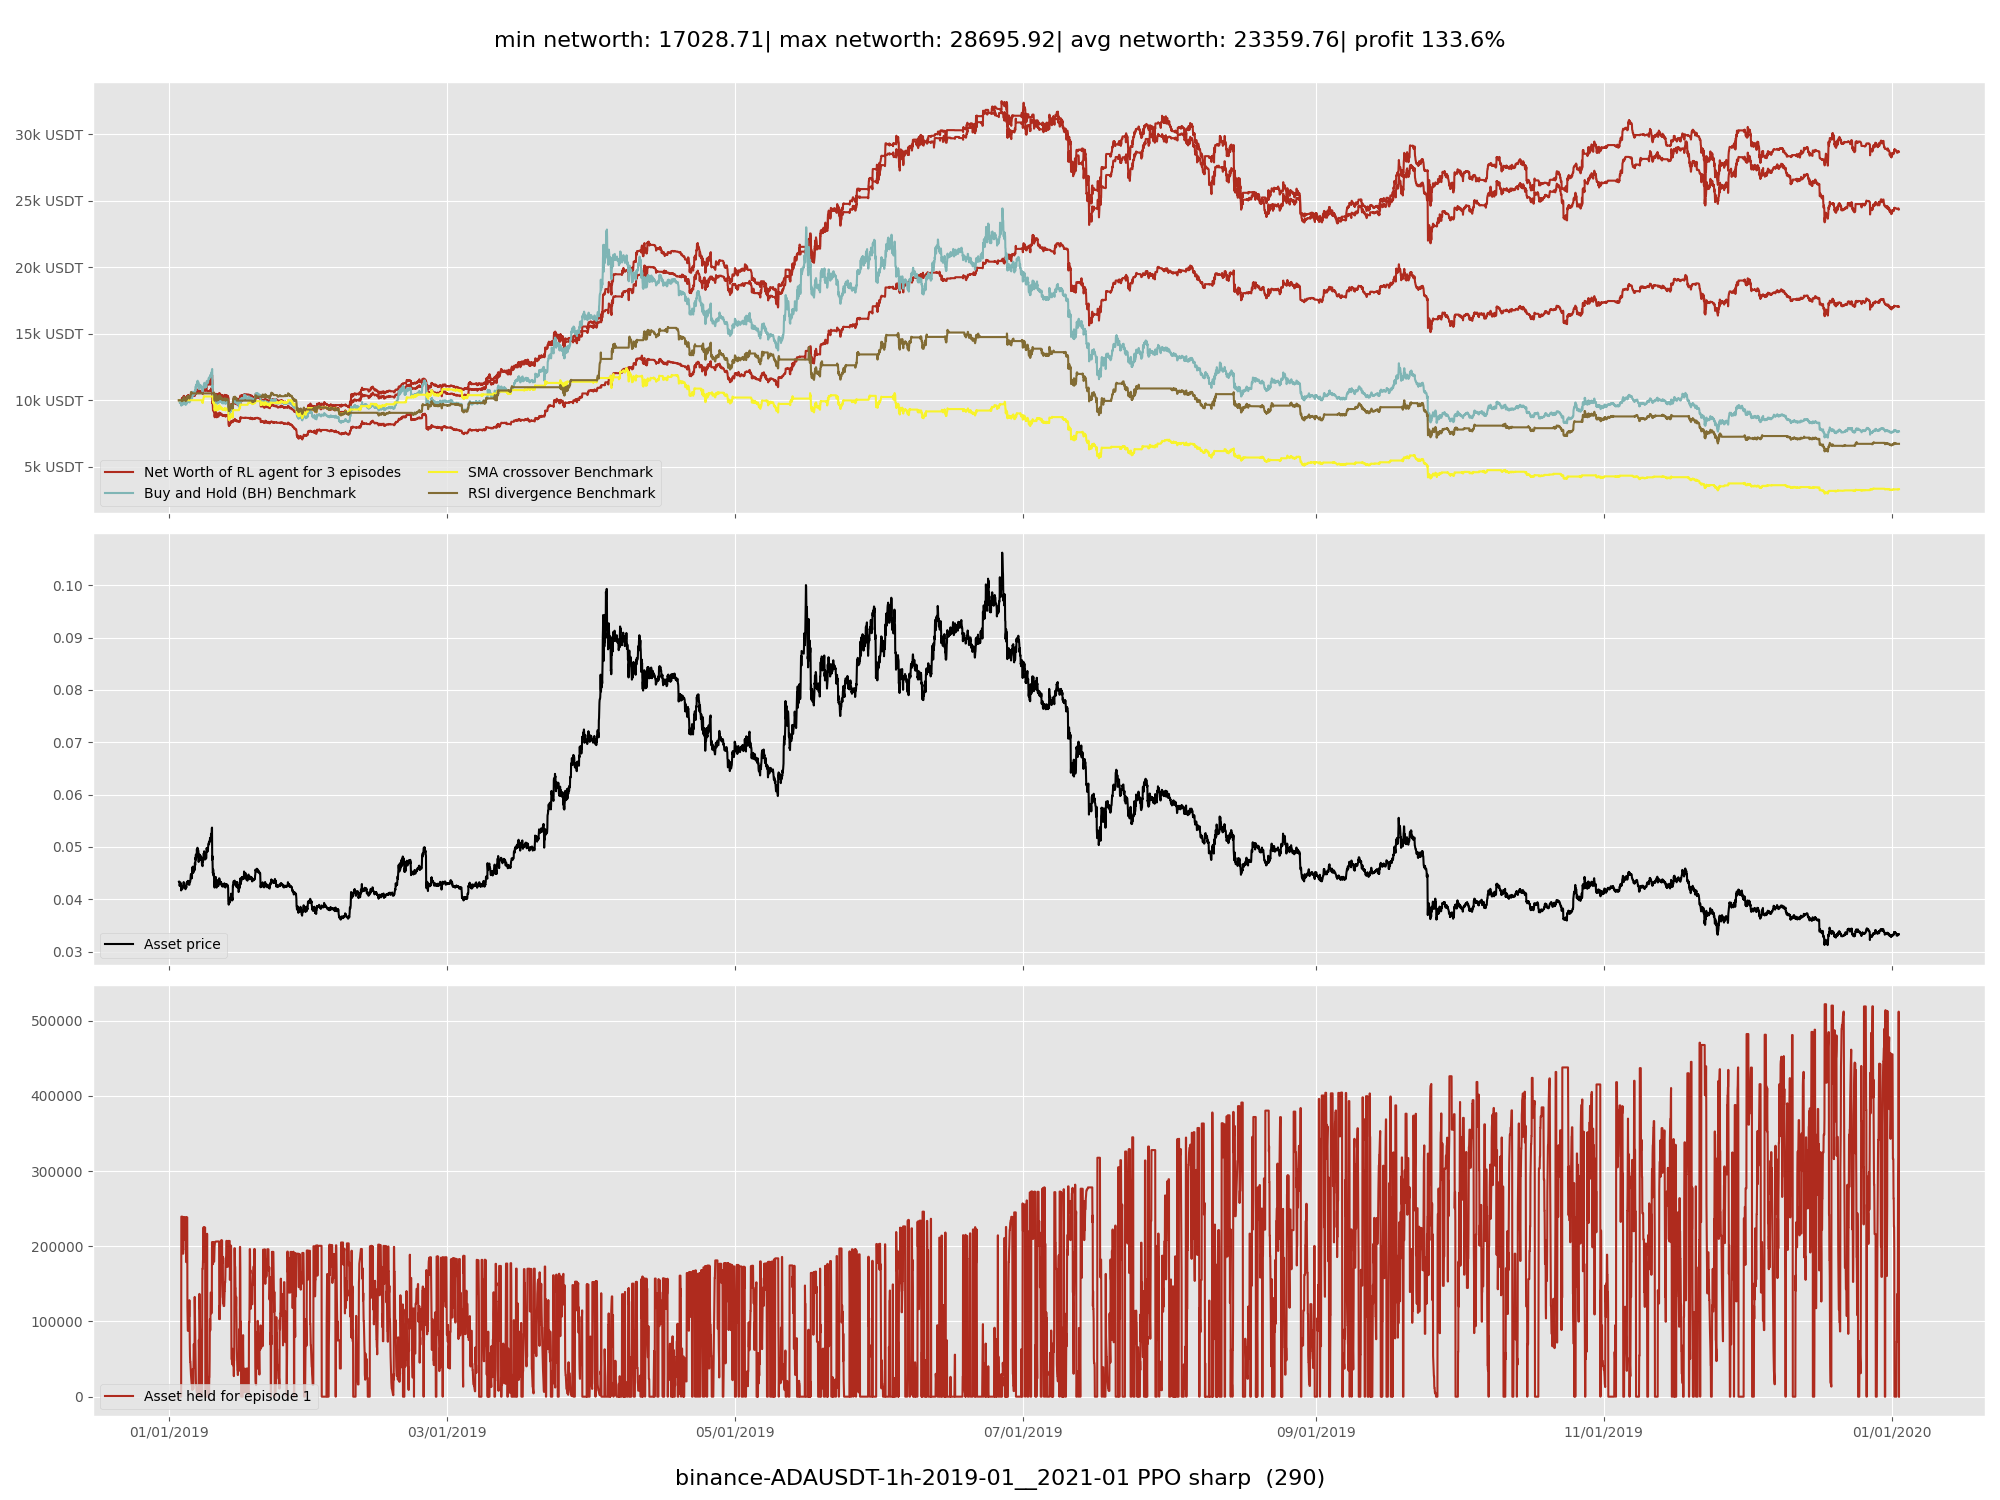 min networth: 17028.71| max networth: 28695.92| avg networth: 23359.76| profit 133.6%
30k USDT
25k USDT
20k USDT
15k USDT
10k USDT
5k USDT
Net Worth of RL agent for 3 episodes
Buy and Hold (BH) Benchmark
SMA crossover Benchmark
RSI divergence Benchmark
0.10
0.09
0.08
0.07
0.06
0.05
0.04
0.03
Asset price
500000
400000
300000
200000
100000
0
Asset held for episode 1
01/01/2019 03/01/2019 05/01/2019 07/01/2019 09/01/2019 11/01/2019 01/01/2020
binance-ADAUSDT-1h-2019-01__2021-01 PPO sharp  (290)